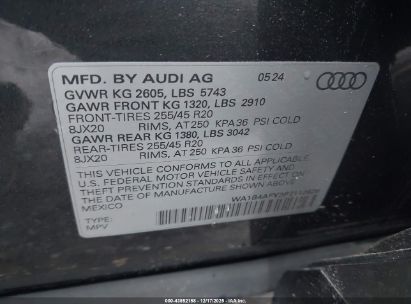 MFD. BY AUDI AG 05 24
GVWR KG 2605, LBS 5743
GAWR FRONT KG 1320, LBS 2910
FRONT-TIRES 255/45 R20
8JX20 RIMS, AT 250 KPA 36 PSI COLD
GAWR REAR KG 1380, LBS 3042
REAR-TIRES 255/45 R20
8JX20 RIMS, AT 250 KPA 36 PSI COLD
THIS VEHICLE CONFORMS TO ALL APPLICABLE
FEDERAL MOTOR VEHICLE SAFETY AND
THEFT PREVENTION STANDARDS IN EFFECT ON
THE DATE OF MANUFACTURE SHOWN ABOVE
MEXICO
TYPE:
MPV